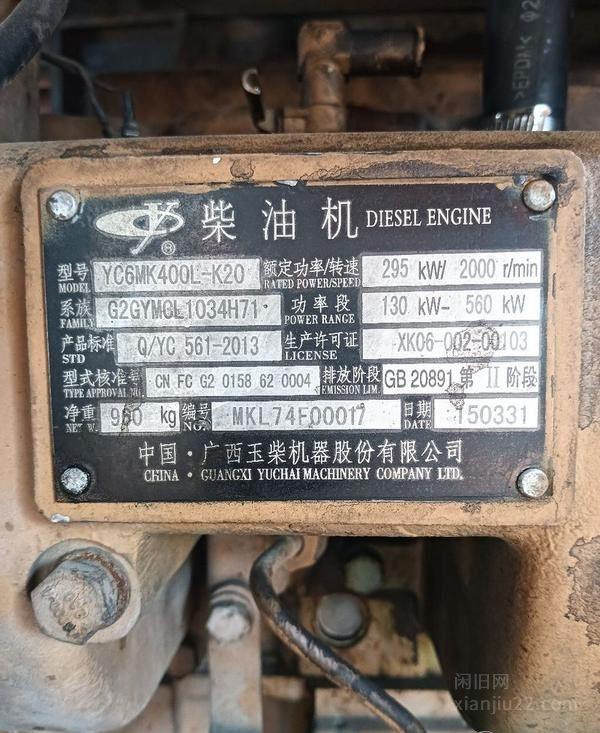 >EPDM< Φ2
® 柴油机 DIESEL ENGINE
型号 MODEL YC6MK400L-K20 额定功率/转速 RATED POWER/SPEED 295 kW/ 2000 r/min
系族 FAMILY G2GYMCL1034H71 功率段 POWER RANGE 130 kW- 560 kW
产品标准 STD Q/YC 561-2013 生产许可证 LICENSE XK06-002-00103
型式核准号 TYPE APPROVAL NO. CN FC G2 0158 62 0004 排放阶段 EMISSION LIM. GB 20891 第 II 阶段
净重 NET W. 960 kg 编号 NO. MKL74F00017 日期 DATE 150331
中国·广西玉柴机器股份有限公司
CHINA · GUANGXI YUCHAI MACHINERY COMPANY LTD.
闲旧网
xianjiu22.com